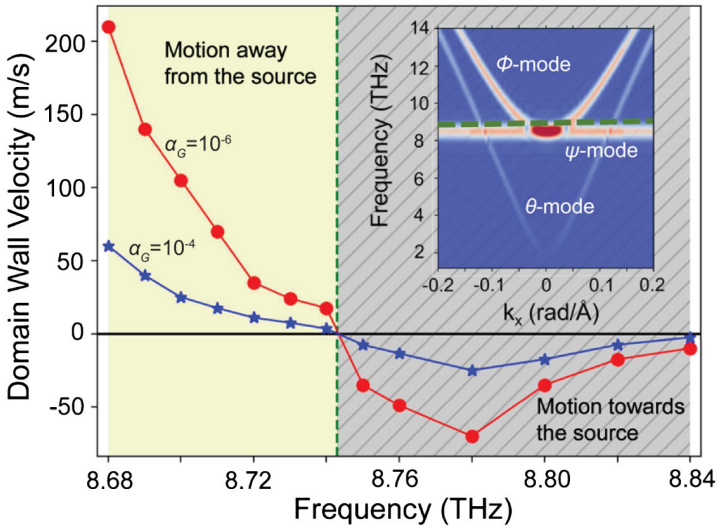 Domain Wall Velocity (m/s)
200
150
100
50
0
-50
Motion away
from the source
α_G=10⁻⁶
α_G=10⁻⁴
Motion towards
the source
8.68
8.72
8.76
8.80
8.84
Frequency (THz)
Frequency (THz)
14
12
10
8
6
4
2
Φ-mode
ψ-mode
θ-mode
-0.2
-0.1
0
0.1
0.2
kₓ (rad/Å)